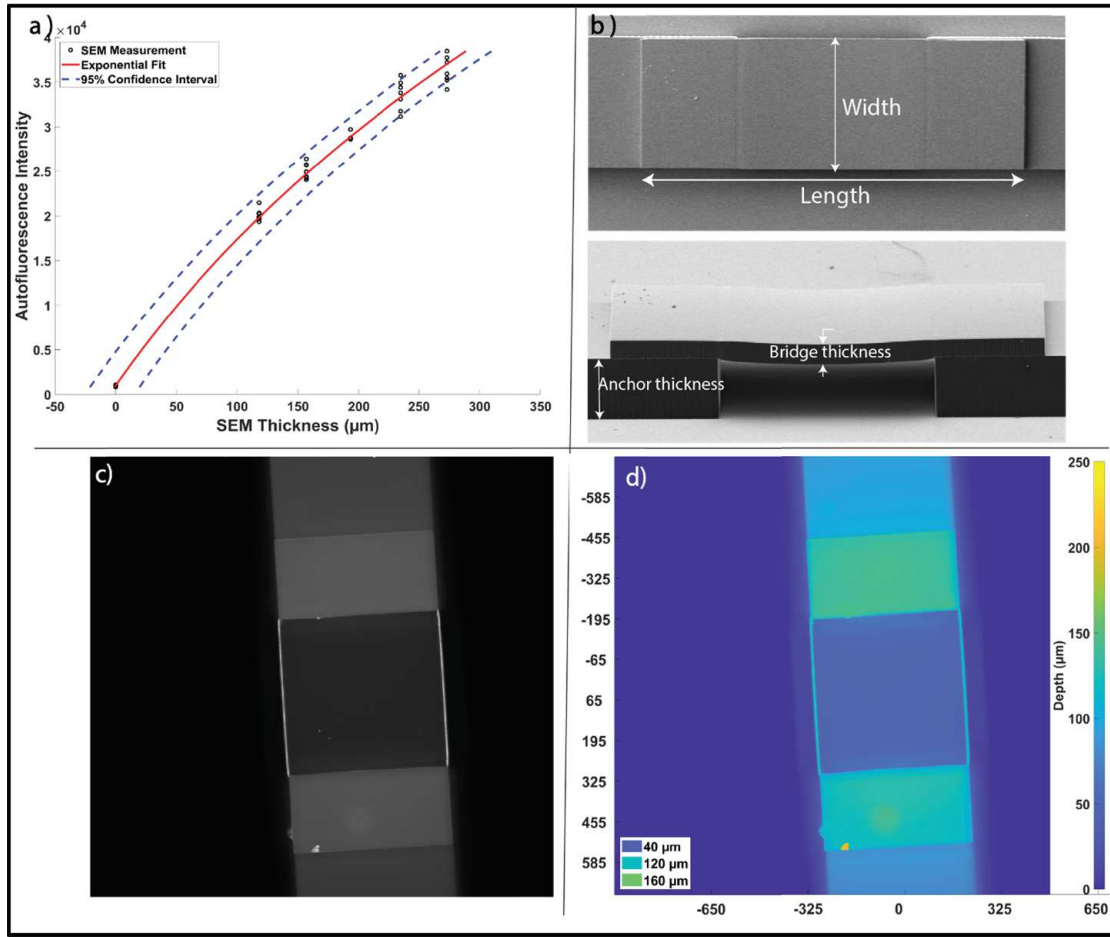 a)
×10⁴
SEM Measurement
Exponential Fit
95% Confidence Interval
4
3.5
3
2.5
2
1.5
1
0.5
0
Autofluorescence Intensity
-50
0
50
100
150
200
250
300
350
SEM Thickness (µm)
b)
Width
Length
Bridge thickness
Anchor thickness
c)
d)
-585
-455
-325
-195
-65
65
195
325
455
585
40 µm
120 µm
160 µm
-650
-325
0
325
650
250
200
150
100
50
0
Depth (µm)